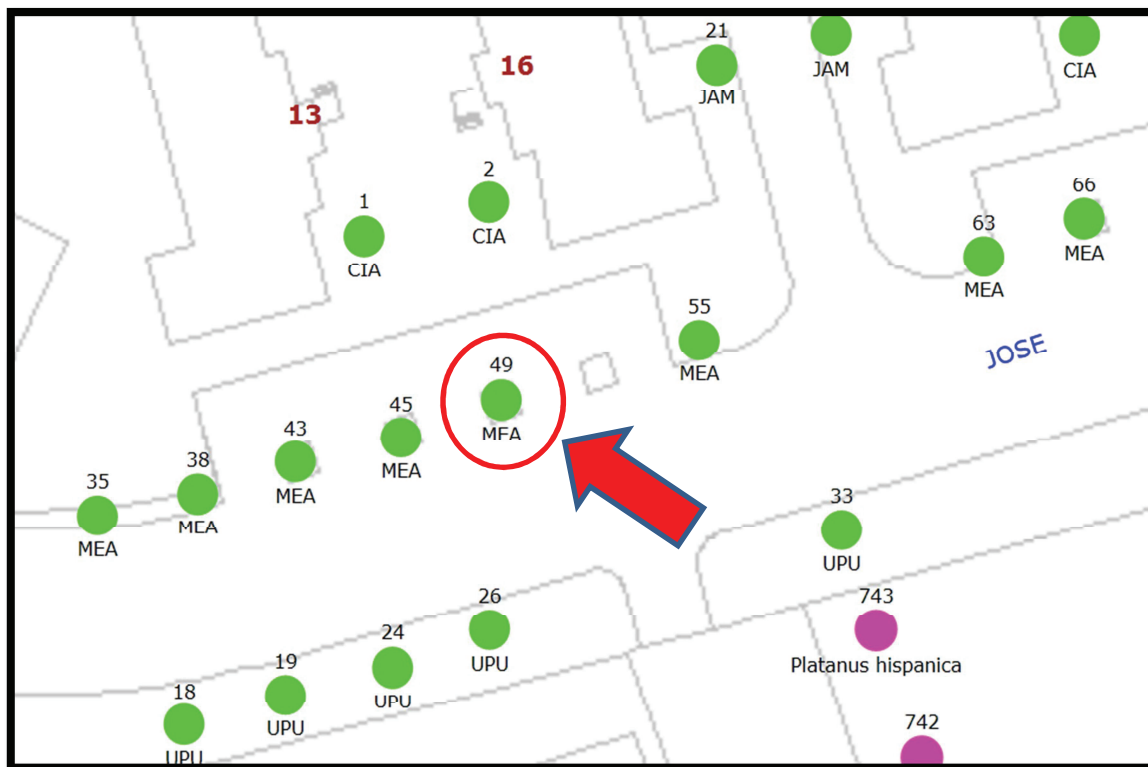 21
JAM
JAM
CIA
16
13
2
CIA
1
CIA
66
MEA
63
MEA
55
MEA
JOSE
49
MEA
45
MEA
43
MEA
38
MEA
35
MEA
33
UPU
743
Platanus hispanica
26
UPU
24
UPU
19
UPU
18
UPU
742